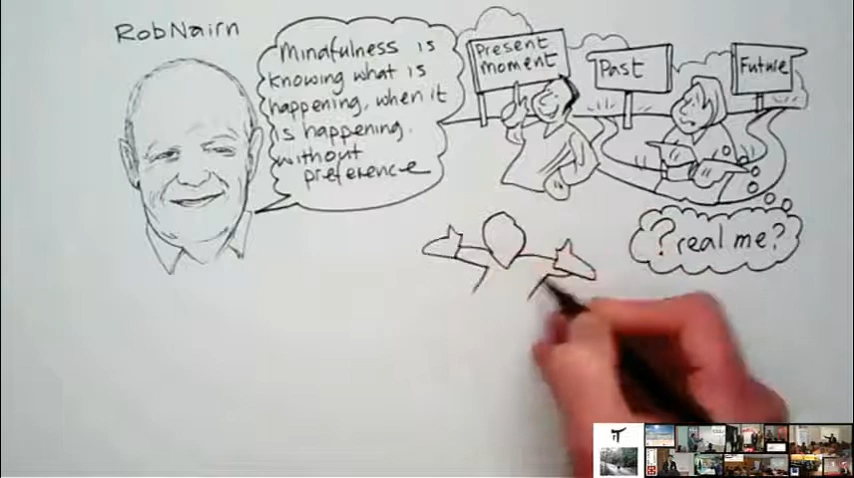 RobNairn
Mindfulness is
knowing what is
happening, when it
is happening.
without
preference
Present
moment
Past
Future
?real me?